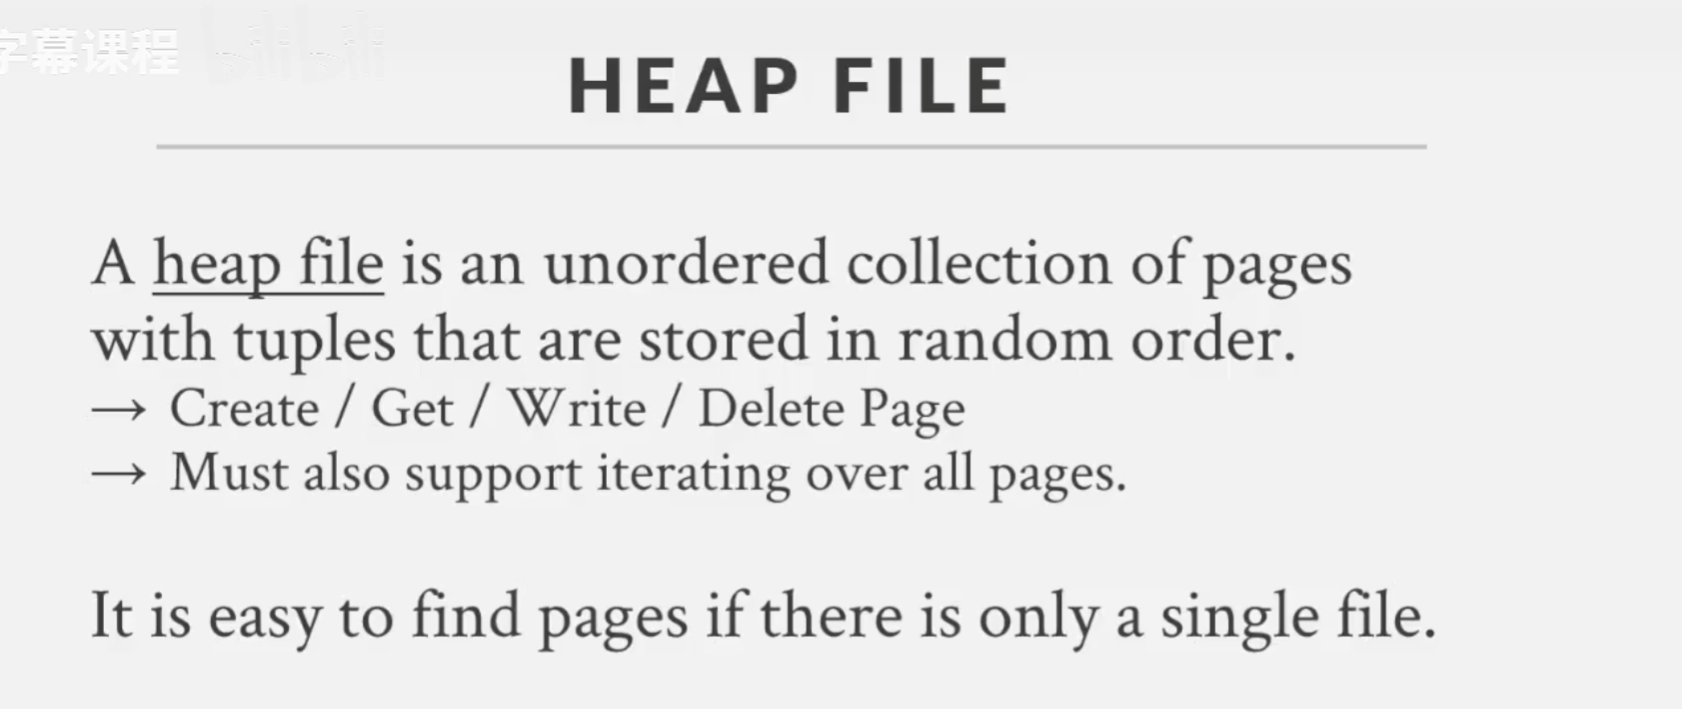 字幕课程 bilibili
HEAP FILE
A heap file is an unordered collection of pages
with tuples that are stored in random order.
→ Create / Get / Write / Delete Page
→ Must also support iterating over all pages.
It is easy to find pages if there is only a single file.